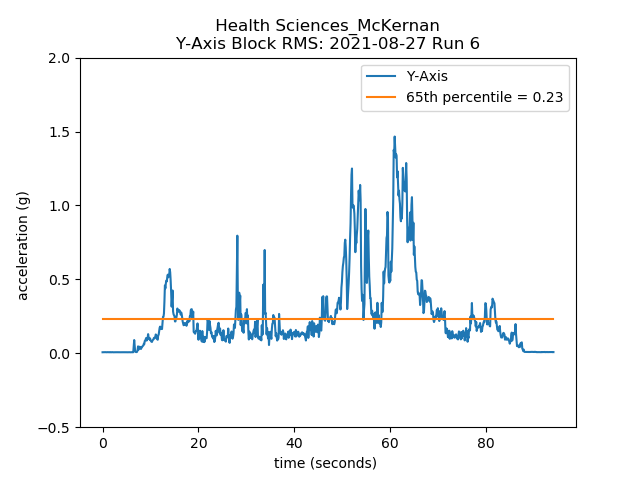 Health Sciences_McKernan
Y-Axis Block RMS: 2021-08-27 Run 6
2.0
Y-Axis
65th percentile = 0.23
1.5
1.0
0.5
0.0
−0.5
acceleration (g)
0 20 40 60 80
time (seconds)